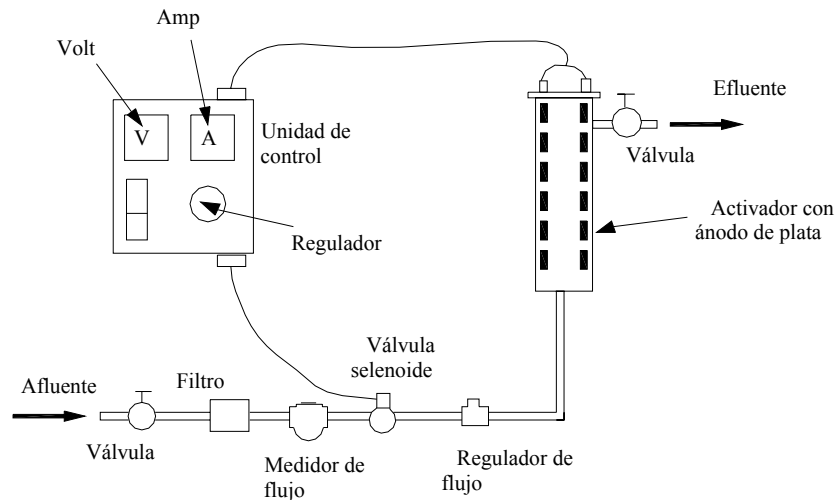 Amp
Volt
V
A
Unidad de
control
Regulador
Efluente
Válvula
Activador con
ánodo de plata
Válvula
selenoide
Filtro
Afluente
Válvula
Medidor de
flujo
Regulador de
flujo